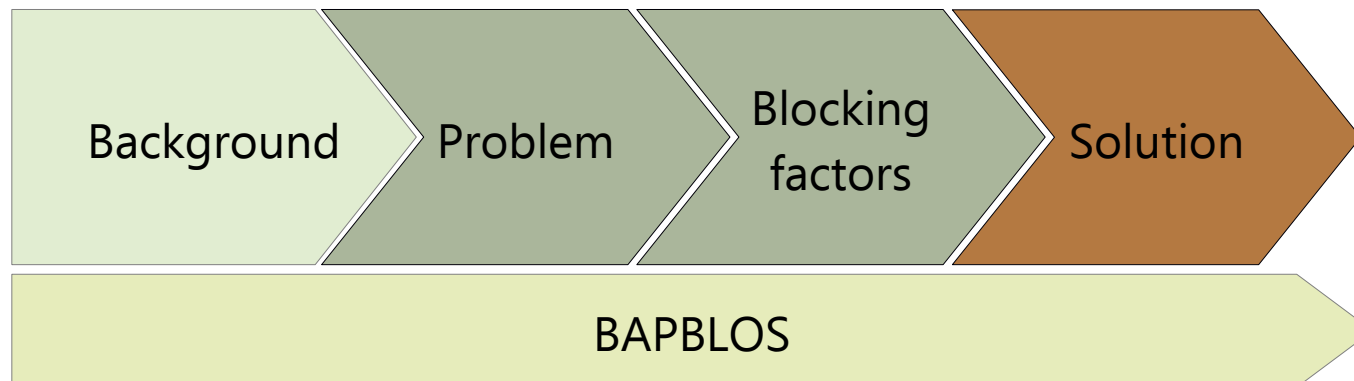 Background
Problem
Blocking
factors
Solution
BAPBLOS